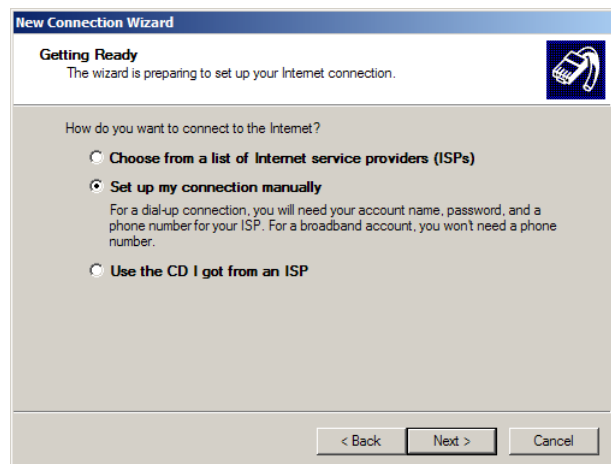 New Connection Wizard
Getting Ready
The wizard is preparing to set up your Internet connection.
How do you want to connect to the Internet?
Choose from a list of Internet service providers (ISPs)
Set up my connection manually
For a dial-up connection, you will need your account name, password, and a
phone number for your ISP. For a broadband account, you won't need a phone
number.
Use the CD I got from an ISP
< Back Next > Cancel